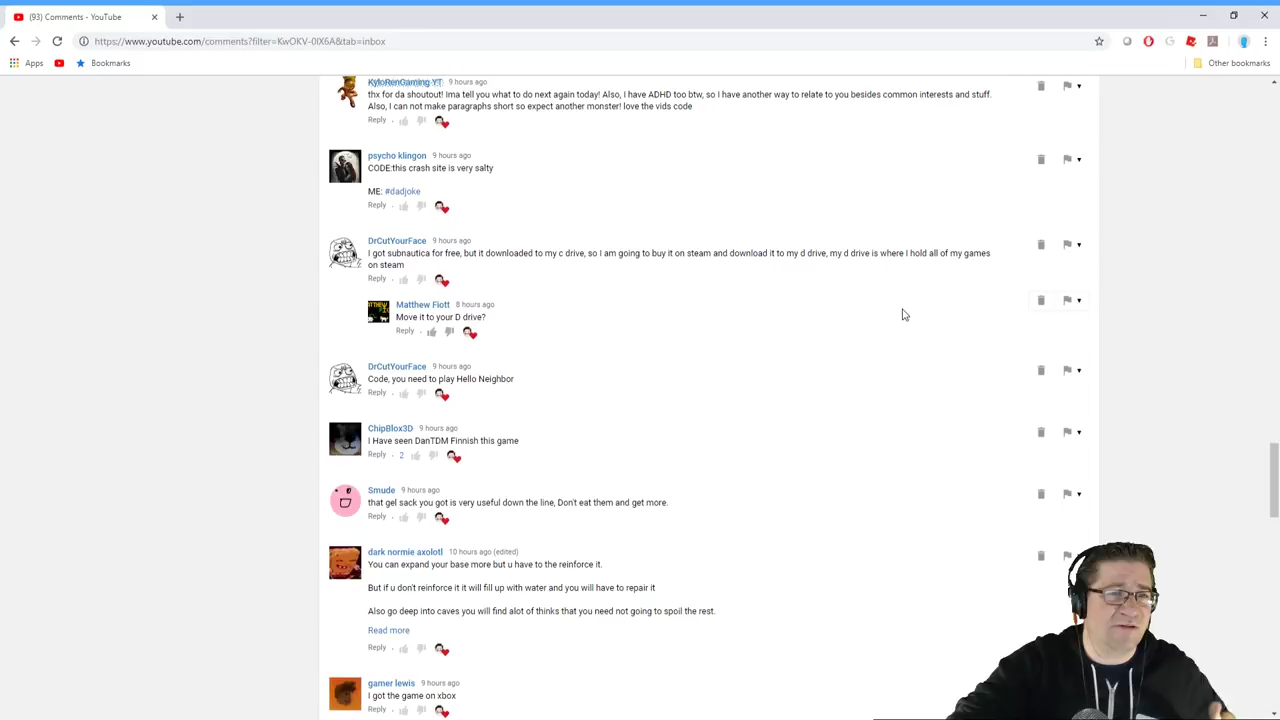 (93) Comments - YouTube
https://www.youtube.com/comments?filter=KwOKV-0lX6A&tab=inbox
Apps
Bookmarks
Other bookmarks
KyloRenGaming YT 9 hours ago
thx for da shoutout! Ima tell you what to do next again today! Also, I have ADHD too btw, so I have another way to relate to you besides common interests and stuff.
Also, I can not make paragraphs short so expect another monster! love the vids code
Reply
psycho klingon 9 hours ago
CODE:this crash site is very salty
ME: #dadjoke
Reply
DrCutYourFace 9 hours ago
I got subnautica for free, but it downloaded to my c drive, so I am going to buy it on steam and download it to my d drive, my d drive is where I hold all of my games
on steam
Reply
Matthew Fiott 8 hours ago
Move it to your D drive?
Reply
DrCutYourFace 9 hours ago
Code, you need to play Hello Neighbor
Reply
ChipBlox3D 9 hours ago
I Have seen DanTDM Finnish this game
Reply 2
Smude 9 hours ago
that gel sack you got is very useful down the line, Don't eat them and get more.
Reply
dark normie axolotl 10 hours ago (edited)
You can expand your base more but u have to the reinforce it.
But if u don't reinforce it it will fill up with water and you will have to repair it
Also go deep into caves you will find alot of thinks that you need not going to spoil the rest.
Read more
Reply
gamer lewis 9 hours ago
I got the game on xbox
Reply